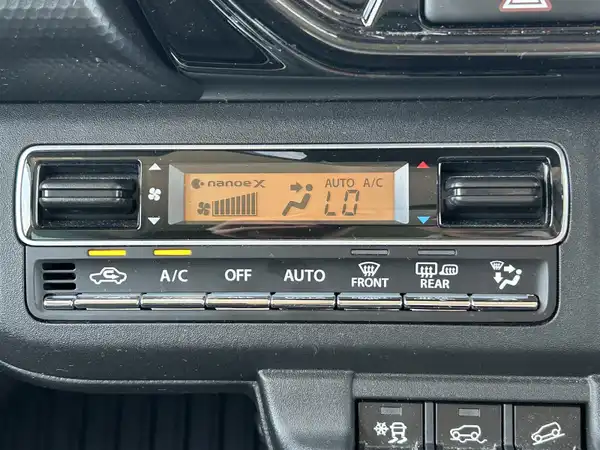 nanoeX AUTO A/C
LO
A/C OFF AUTO FRONT REAR